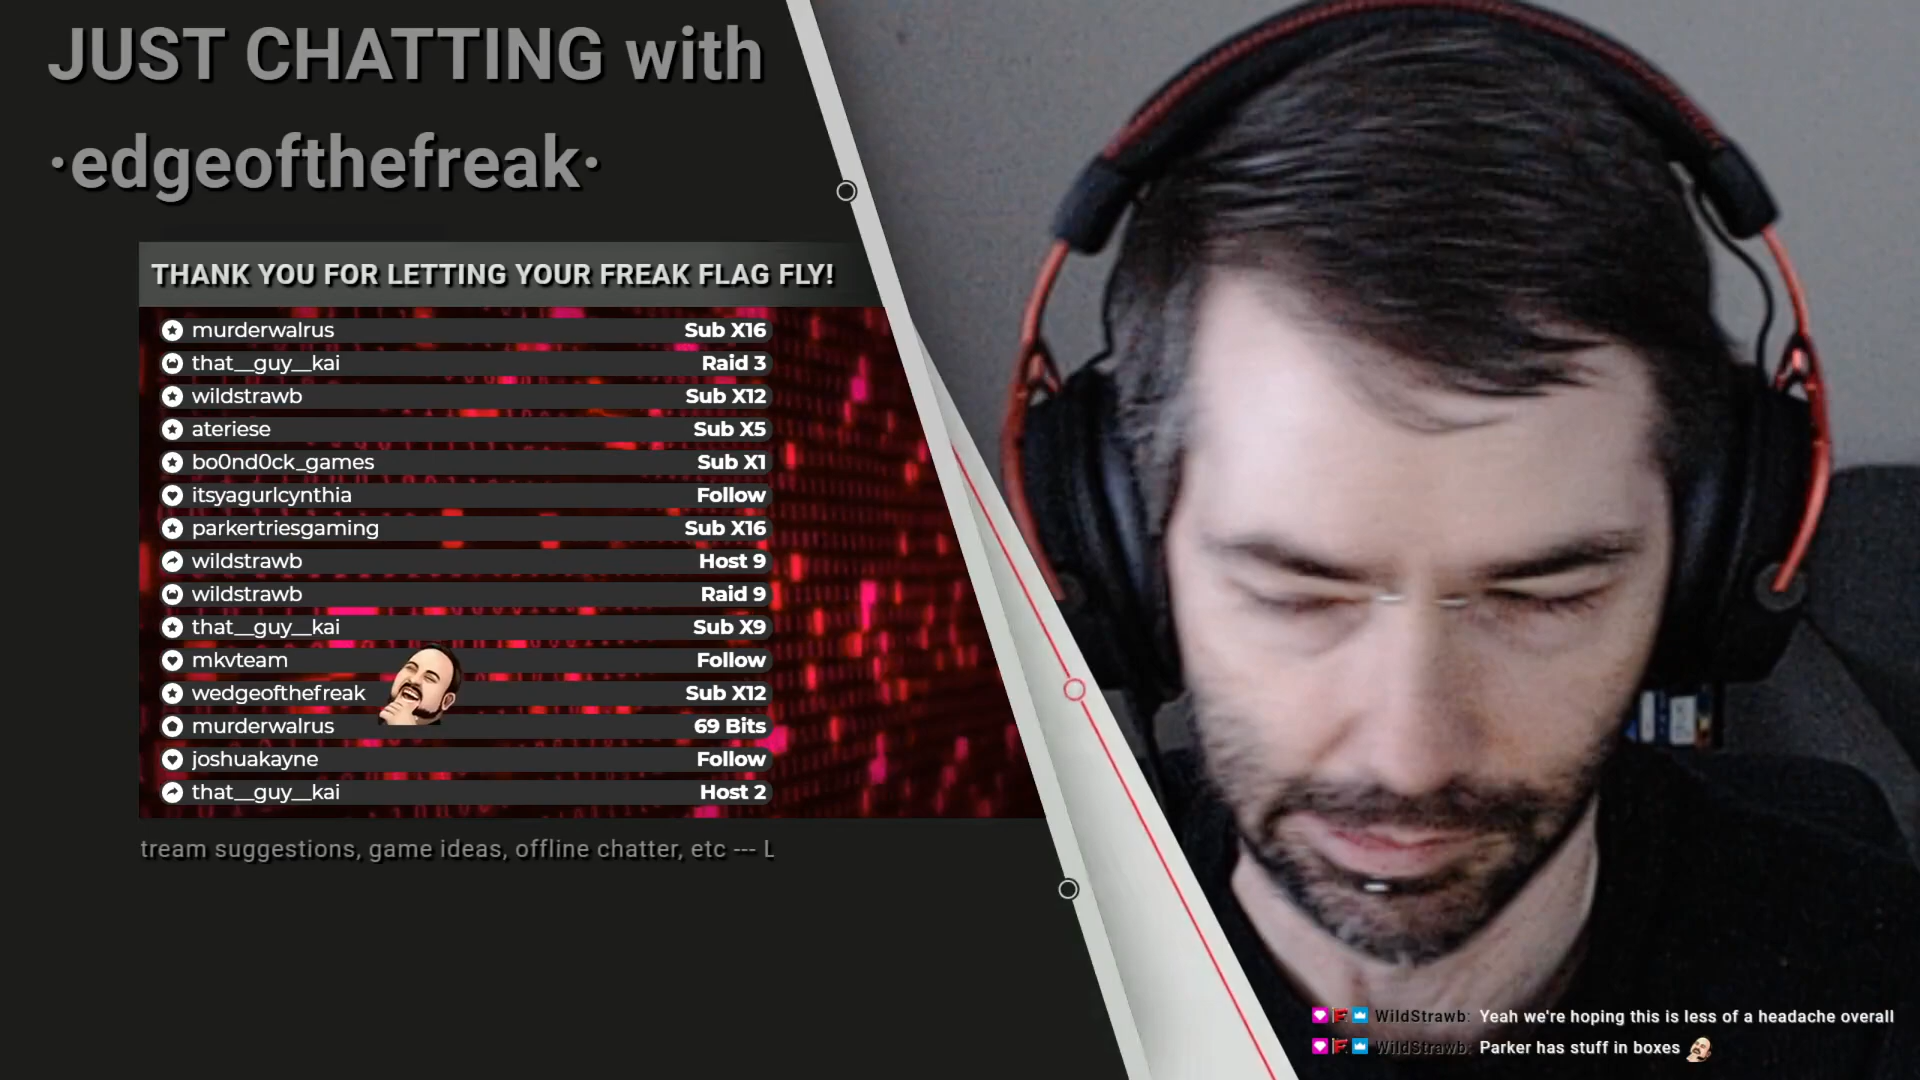 JUST CHATTING with
·edgeofthefreak·
THANK YOU FOR LETTING YOUR FREAK FLAG FLY!
murderwalrus Sub X16
that__guy__kai Raid 3
wildstrawb Sub X12
ateriese Sub X5
bo0nd0ck_games Sub X1
itsyagurlcynthia Follow
parkertriesgaming Sub X16
wildstrawb Host 9
wildstrawb Raid 9
that__guy__kai Sub X9
mkvteam Follow
wedgeofthefreak Sub X12
murderwalrus 69 Bits
joshuakayne Follow
that__guy__kai Host 2
tream suggestions, game ideas, offline chatter, etc --- L
WildStrawb: Yeah we're hoping this is less of a headache overall
WildStrawb: Parker has stuff in boxes